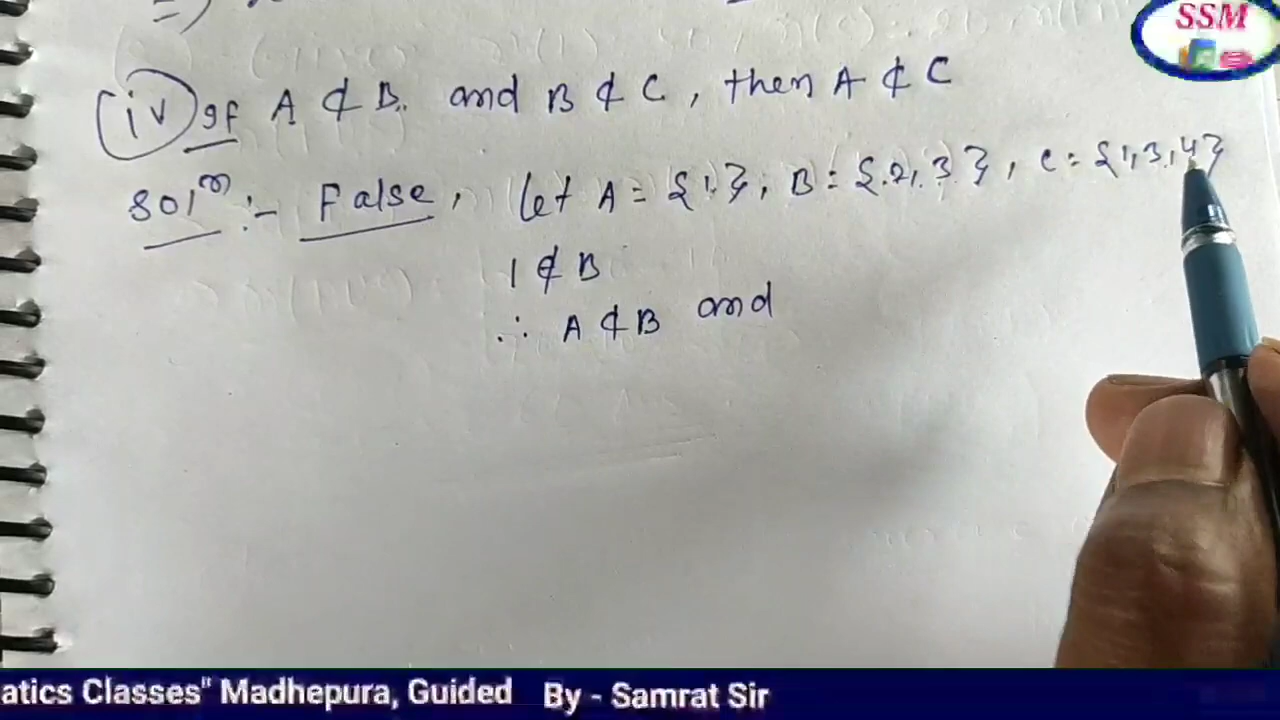 SSM
(iv) If A ⊄ B. and B ⊄ C, then A ⊄ C
Solⁿ :- False, Let A = {1}, B = {2, 3}, C = {1,3,4}
1 ∉ B
∴ A ⊄ B and
atics Classes" Madhepura, Guided By - Samrat Sir